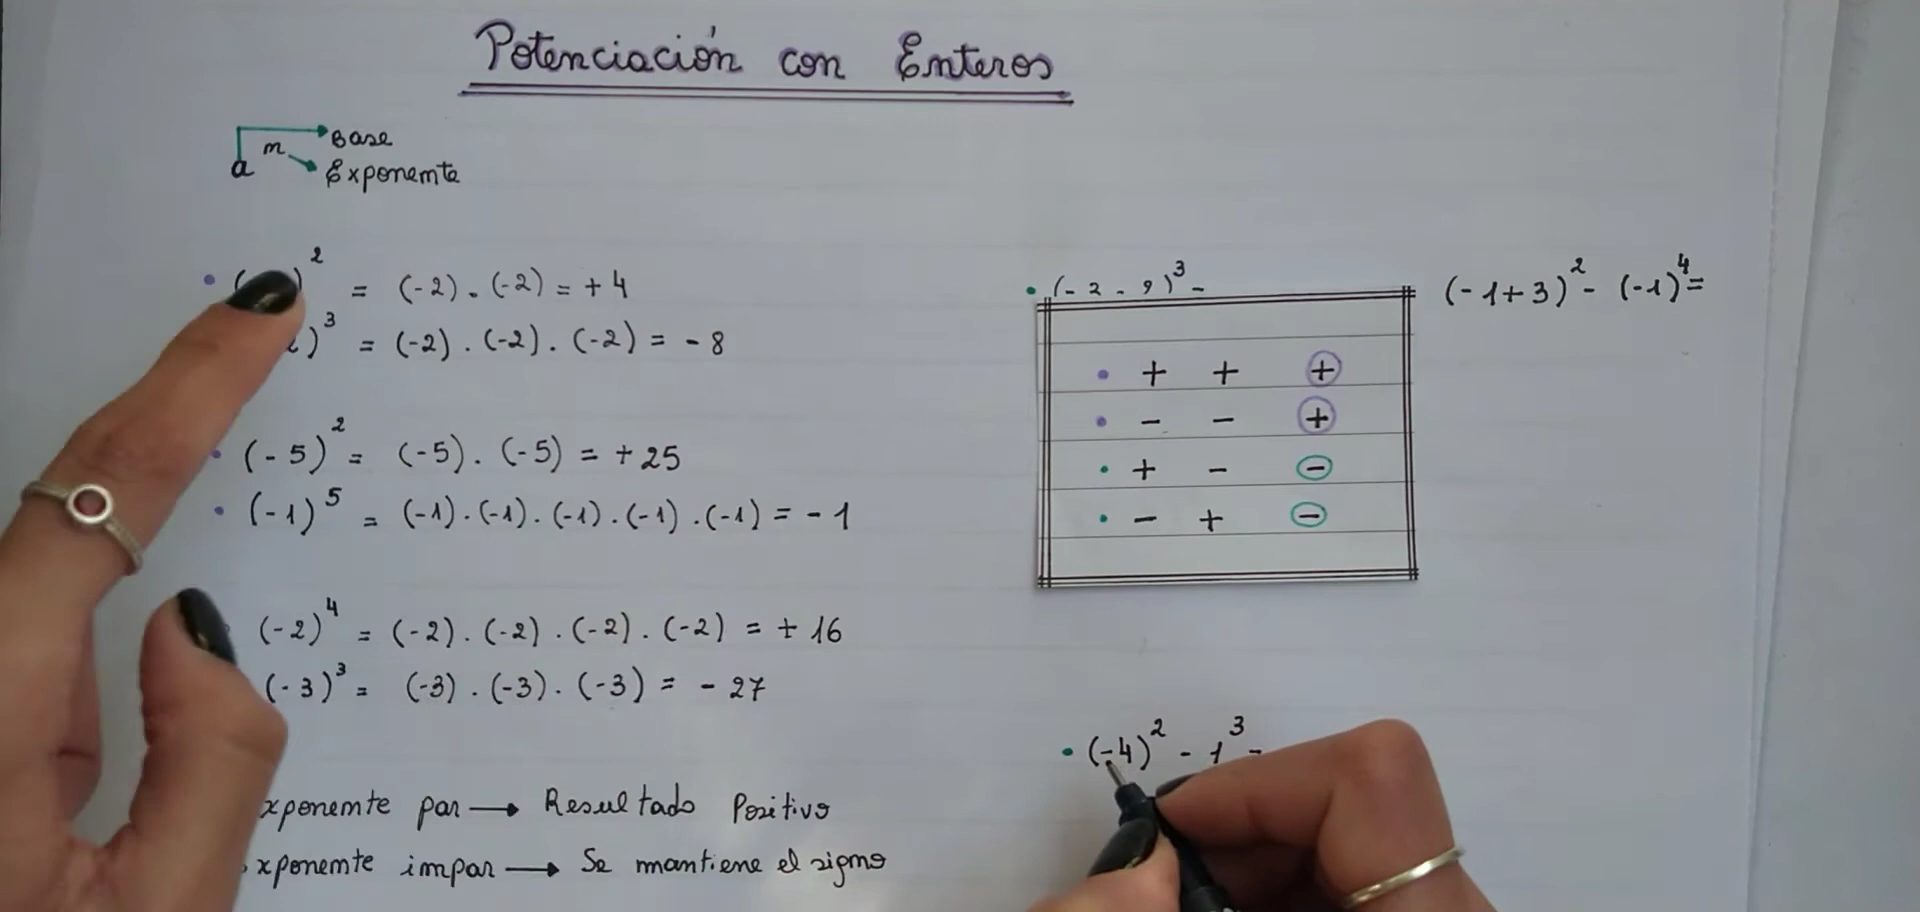 Potenciación con Enteros
Base
a m Exponente
( )² = (-2) . (-2) = + 4
)³ = (-2) . (-2) . (-2) = - 8
(-5)² = (-5) . (-5) = + 25
(-1)⁵ = (-1) . (-1) . (-1) . (-1) . (-1) = - 1
(-2)⁴ = (-2) . (-2) . (-2) . (-2) = + 16
(-3)³ = (-3) . (-3) . (-3) = - 27
xponente par → Resultado Positivo
xponente impar → Se mantiene el signo
(-1+3)² - (-1)⁴ =
+ + +
- - +
+ - -
- + -
(-4)² - 1³ =